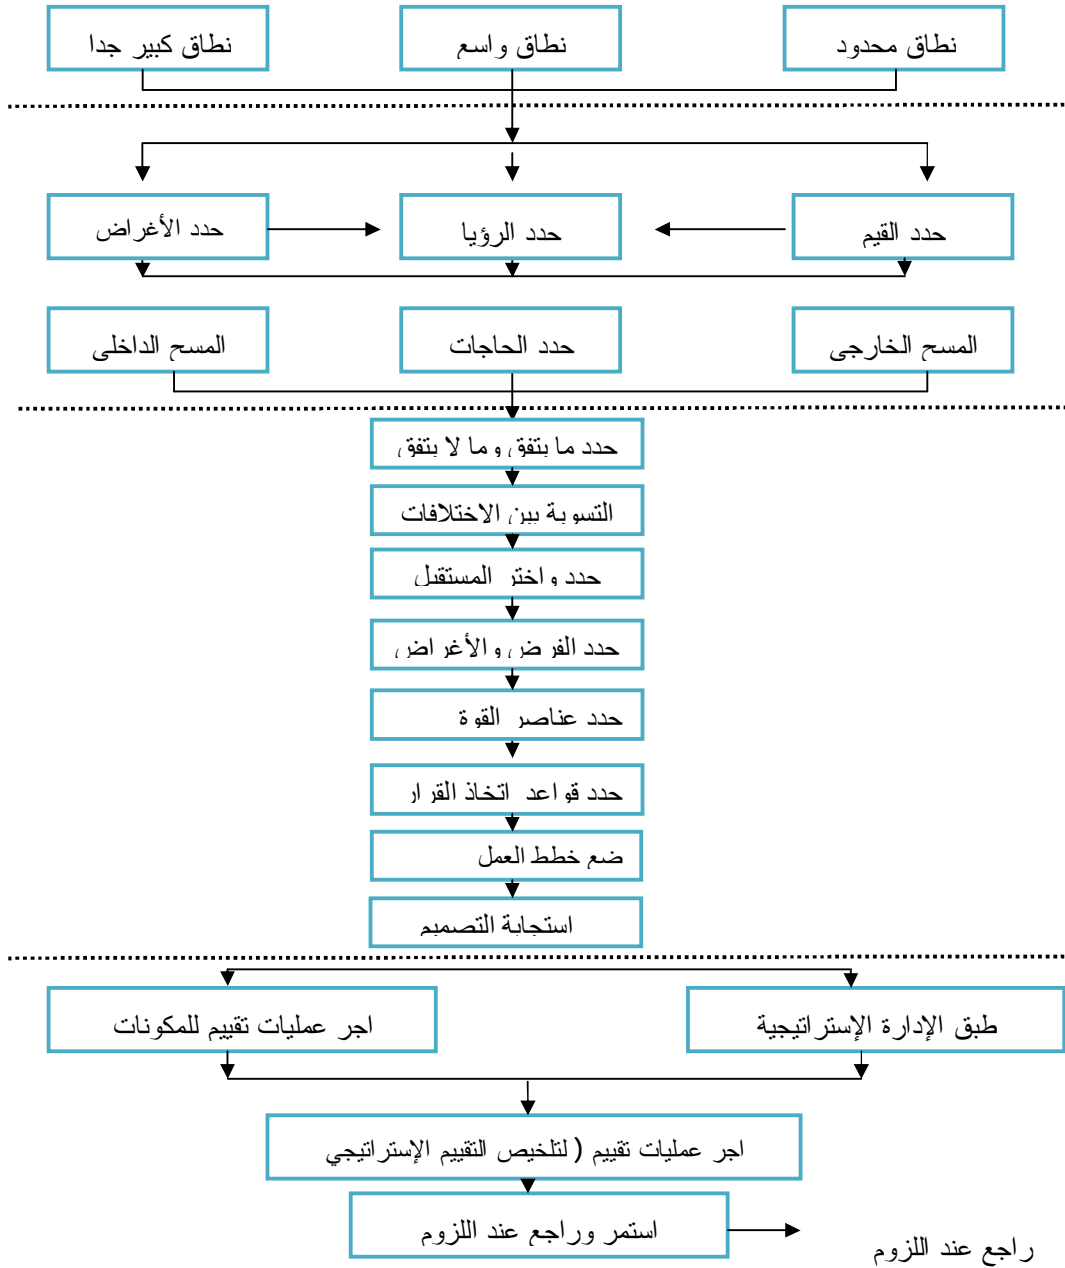 نطاق محدود
نطاق واسع
نطاق كبير جدا
حدد القيم
حدد الرؤيا
حدد الأغراض
المسح الخارجى
حدد الحاجات
المسح الداخلى
حدد ما يتفق وما لا يتفق
التسوية بين الاختلافات
حدد واختر المستقبل
حدد الفرض والأغراض
حدد عناصر القوة
حدد قواعد اتخاذ القرار
ضع خطط العمل
استجابة التصميم
طبق الإدارة الإستراتيجية
اجر عمليات تقييم للمكونات
اجر عمليات تقييم ( لتلخيص التقييم الإستراتيجي
استمر وراجع عند اللزوم
راجع عند اللزوم